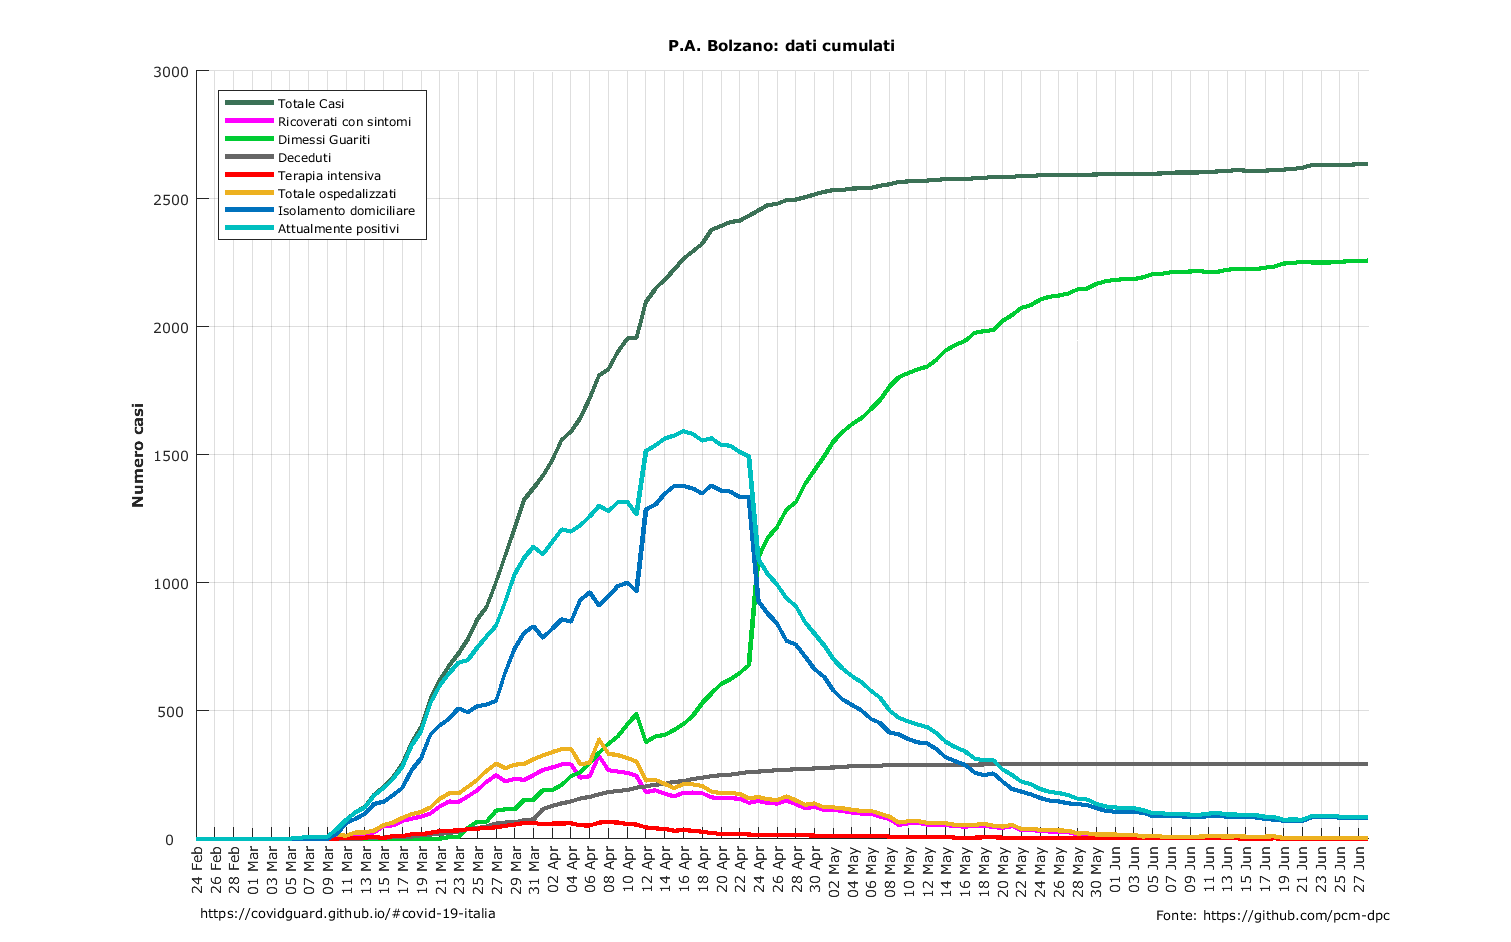 P.A. Bolzano: dati cumulati
Numero casi
3000
2500
2000
1500
1000
500
0
Totale Casi
Ricoverati con sintomi
Dimessi Guariti
Deceduti
Terapia intensiva
Totale ospedalizzati
Isolamento domiciliare
Attualmente positivi
24 Feb
26 Feb
28 Feb
01 Mar
03 Mar
05 Mar
07 Mar
09 Mar
11 Mar
13 Mar
15 Mar
17 Mar
19 Mar
21 Mar
23 Mar
25 Mar
27 Mar
29 Mar
31 Mar
02 Apr
04 Apr
06 Apr
08 Apr
10 Apr
12 Apr
14 Apr
16 Apr
18 Apr
20 Apr
22 Apr
24 Apr
26 Apr
28 Apr
30 Apr
02 May
04 May
06 May
08 May
10 May
12 May
14 May
16 May
18 May
20 May
22 May
24 May
26 May
28 May
30 May
01 Jun
03 Jun
05 Jun
07 Jun
09 Jun
11 Jun
13 Jun
15 Jun
17 Jun
19 Jun
21 Jun
23 Jun
25 Jun
27 Jun
https://covidguard.github.io/#covid-19-italia
Fonte: https://github.com/pcm-dpc